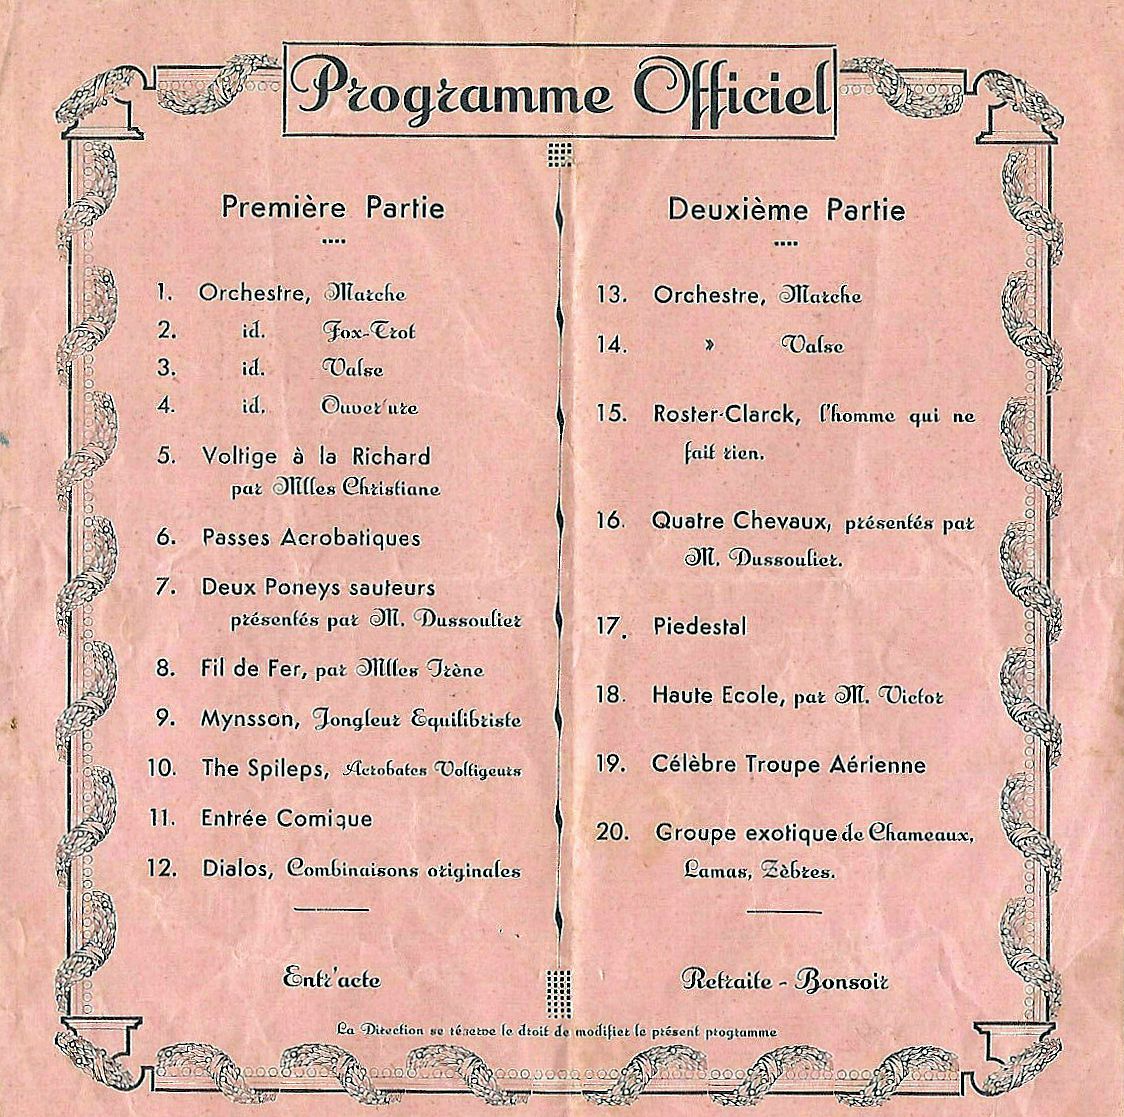 Programme Officiel
Première Partie
1. Orchestre, Marche
2. id. Fox-Trot
3. id. Valse
4. id. Ouver'ure
5. Voltige à la Richard
par Mlles Christiane
6. Passes Acrobatiques
7. Deux Poneys sauteurs
présentés par M. Dussoulier
8. Fil de Fer, par Mlles Irène
9. Mynsson, Jongleur Equilibriste
10. The Spileps, Acrobates Voltigeurs
11. Entrée Comique
12. Dialos, Combinaisons originales
Entr'acte
Deuxième Partie
13. Orchestre, Marche
14. » Valse
15. Roster-Clarck, l'homme qui ne
fait rien.
16. Quatre Chevaux, présentés par
M. Dussoulier.
17. Piedestal
18. Haute Ecole, par M. Victor
19. Célèbre Troupe Aérienne
20. Groupe exotique de Chameaux,
Lamas, Zèbres.
Retraite - Bonsoir
La Direction se réserve le droit de modifier le présent programme